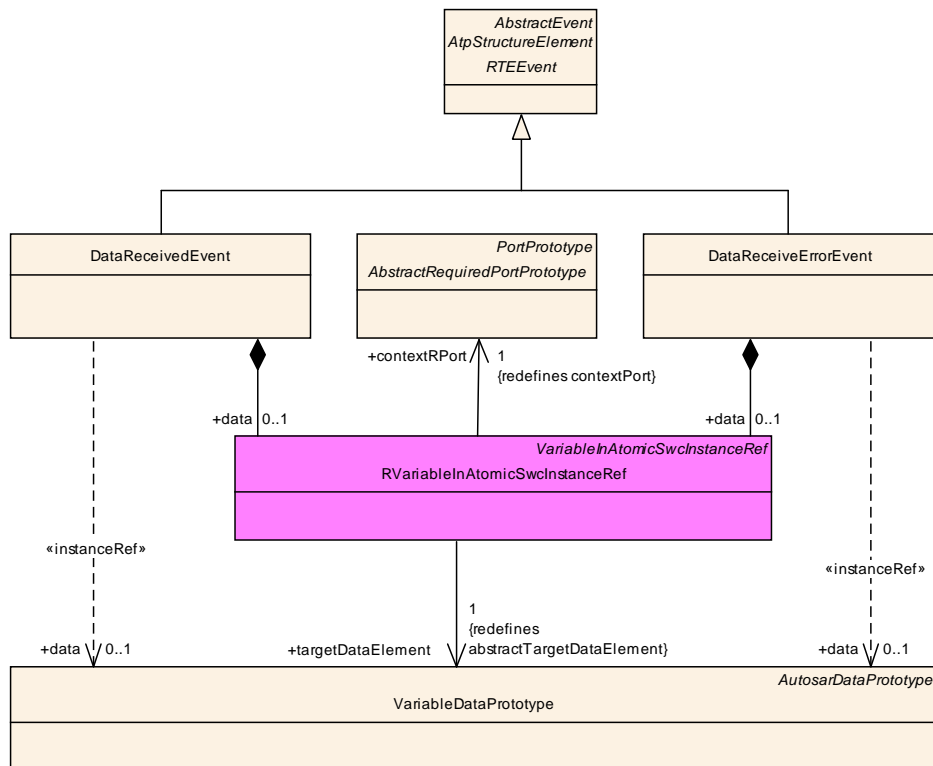 AbstractEvent
AtpStructureElement
RTEEvent
DataReceivedEvent
PortPrototype
AbstractRequiredPortPrototype
DataReceiveErrorEvent
+contextRPort
1
{redefines contextPort}
+data
0..1
+data
0..1
VariableInAtomicSwcInstanceRef
RVariableInAtomicSwcInstanceRef
«instanceRef»
«instanceRef»
1
{redefines
abstractTargetDataElement}
+targetDataElement
+data
0..1
+data
0..1
AutosarDataPrototype
VariableDataPrototype